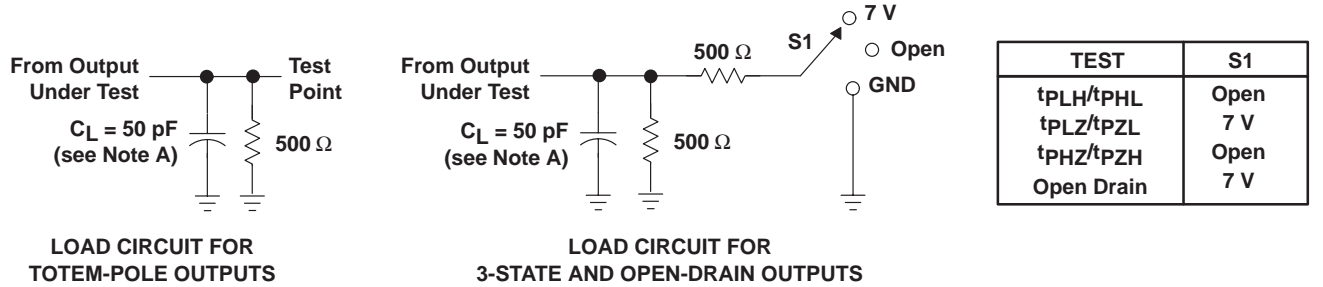 From Output
Under Test
Test
Point
CL = 50 pF
(see Note A)
500 Ω
LOAD CIRCUIT FOR
TOTEM-POLE OUTPUTS
7 V
S1
Open
GND
500 Ω
From Output
Under Test
CL = 50 pF
(see Note A)
500 Ω
LOAD CIRCUIT FOR
3-STATE AND OPEN-DRAIN OUTPUTS
TEST S1
tPLH/tPHL Open
tPLZ/tPZL 7 V
tPHZ/tPZH Open
Open Drain 7 V